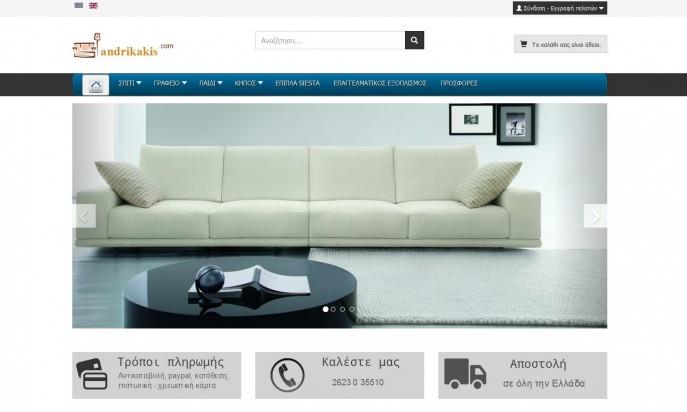 Σύνδεση - Εγγραφή πελατών
andrikakis.com
Αναζήτηση...
Το καλάθι σας είναι άδειο.
ΣΠΙΤΙ ΓΡΑΦΕΙΟ ΠΑΙΔΙ ΚΗΠΟΣ ΕΠΙΠΛΑ SIESTA ΕΠΑΓΓΕΛΜΑΤΙΚΟΣ ΕΞΟΠΛΙΣΜΟΣ ΠΡΟΣΦΟΡΕΣ
Τρόποι πληρωμής
Αντικαταβολή, paypal, κατάθεση,
πιστωτική - χρεωστική κάρτα
Καλέστε μας
2623 0 35510
Αποστολή
σε όλη την Ελλάδα